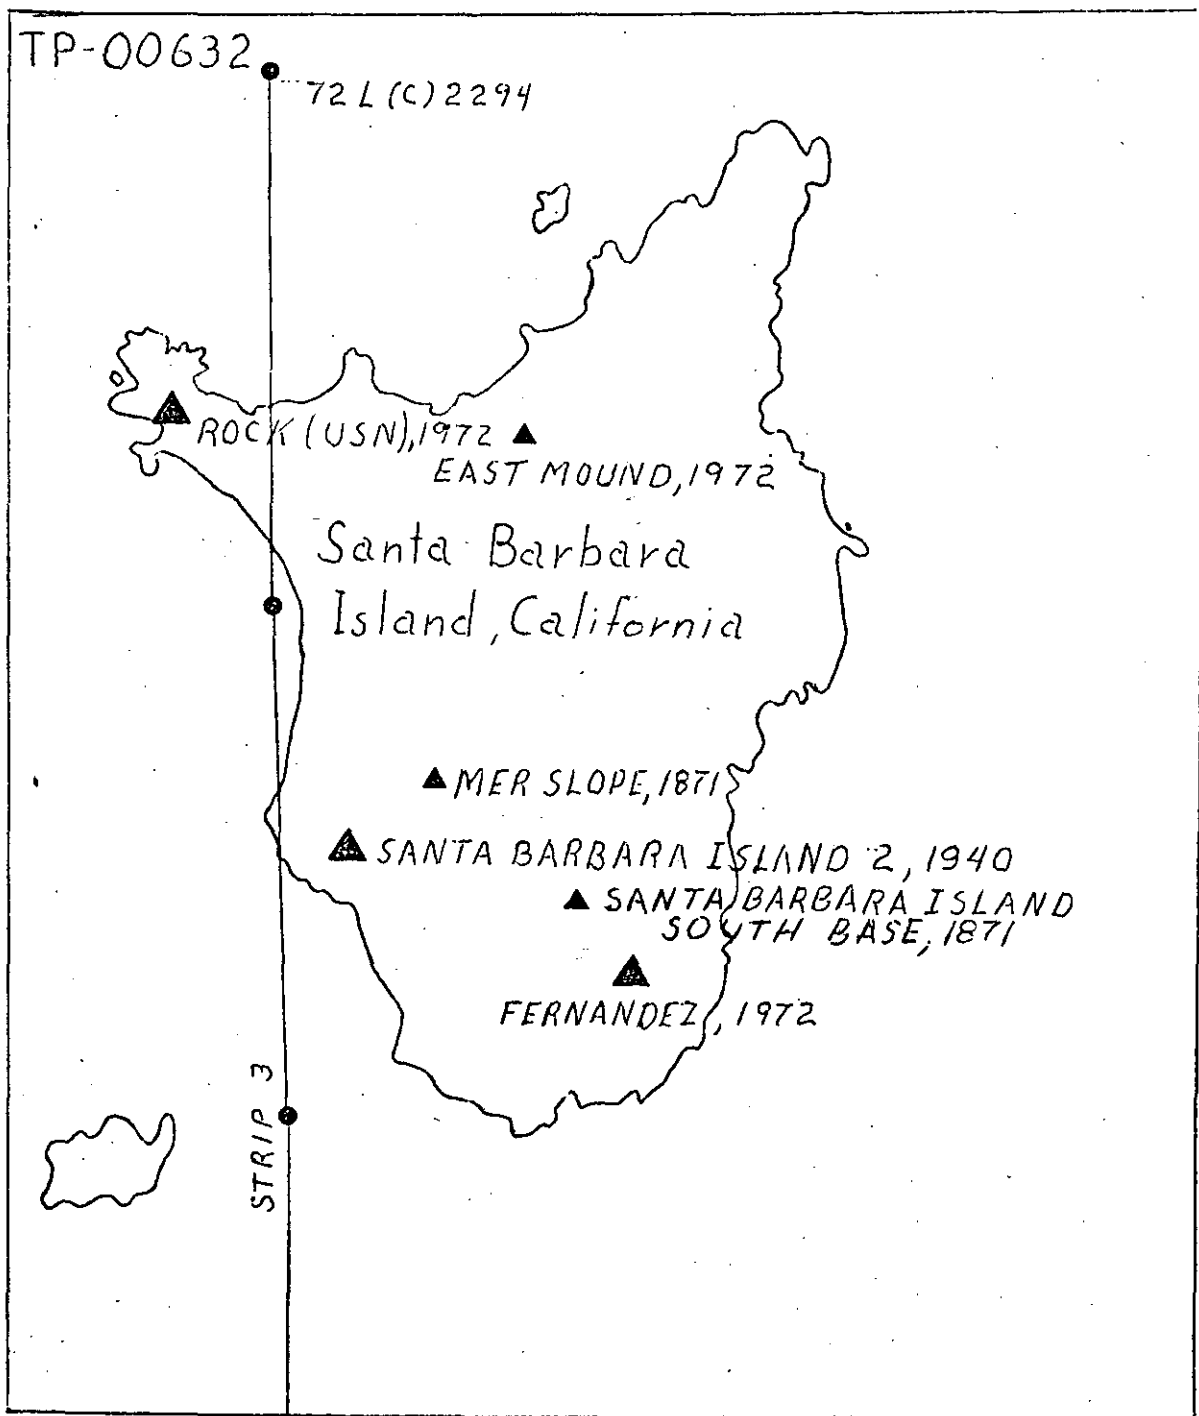 TP-00632
72 L (C) 2294
ROCK (USN), 1972
EAST MOUND, 1972
Santa Barbara
Island, California
MER SLOPE, 1871
SANTA BARBARA ISLAND 2, 1940
SANTA BARBARA ISLAND
SOUTH BASE, 1871
FERNANDEZ, 1972
STRIP 3